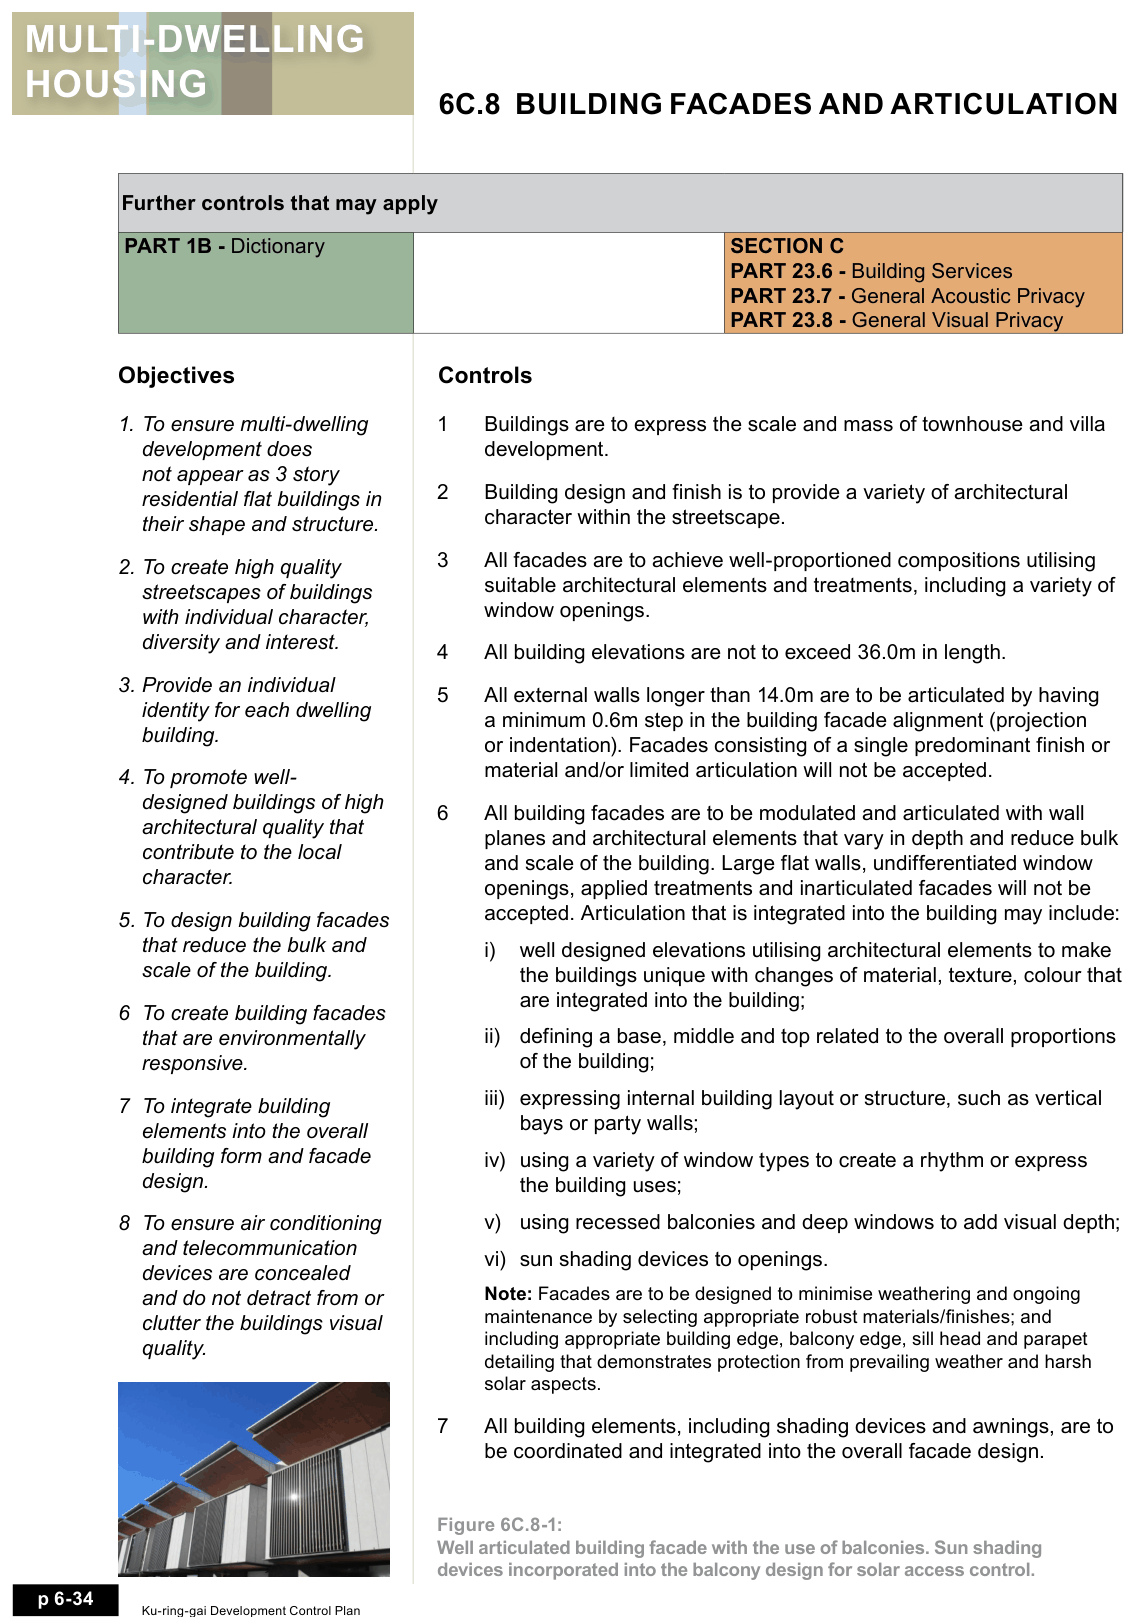 MULTI-DWELLING
HOUSING
6C.8 BUILDING FACADES AND ARTICULATION
Further controls that may apply
PART 1B - Dictionary
SECTION C
PART 23.6 - Building Services
PART 23.7 - General Acoustic Privacy
PART 23.8 - General Visual Privacy
Objectives
1. To ensure multi-dwelling
development does
not appear as 3 story
residential flat buildings in
their shape and structure.
2. To create high quality
streetscapes of buildings
with individual character,
diversity and interest.
3. Provide an individual
identity for each dwelling
building.
4. To promote well-
designed buildings of high
architectural quality that
contribute to the local
character.
5. To design building facades
that reduce the bulk and
scale of the building.
6 To create building facades
that are environmentally
responsive.
7 To integrate building
elements into the overall
building form and facade
design.
8 To ensure air conditioning
and telecommunication
devices are concealed
and do not detract from or
clutter the buildings visual
quality.
Controls
1 Buildings are to express the scale and mass of townhouse and villa
development.
2 Building design and finish is to provide a variety of architectural
character within the streetscape.
3 All facades are to achieve well-proportioned compositions utilising
suitable architectural elements and treatments, including a variety of
window openings.
4 All building elevations are not to exceed 36.0m in length.
5 All external walls longer than 14.0m are to be articulated by having
a minimum 0.6m step in the building facade alignment (projection
or indentation). Facades consisting of a single predominant finish or
material and/or limited articulation will not be accepted.
6 All building facades are to be modulated and articulated with wall
planes and architectural elements that vary in depth and reduce bulk
and scale of the building. Large flat walls, undifferentiated window
openings, applied treatments and inarticulated facades will not be
accepted. Articulation that is integrated into the building may include:
i) well designed elevations utilising architectural elements to make
the buildings unique with changes of material, texture, colour that
are integrated into the building;
ii) defining a base, middle and top related to the overall proportions
of the building;
iii) expressing internal building layout or structure, such as vertical
bays or party walls;
iv) using a variety of window types to create a rhythm or express
the building uses;
v) using recessed balconies and deep windows to add visual depth;
vi) sun shading devices to openings.
Note: Facades are to be designed to minimise weathering and ongoing
maintenance by selecting appropriate robust materials/finishes; and
including appropriate building edge, balcony edge, sill head and parapet
detailing that demonstrates protection from prevailing weather and harsh
solar aspects.
7 All building elements, including shading devices and awnings, are to
be coordinated and integrated into the overall facade design.
Figure 6C.8-1:
Well articulated building facade with the use of balconies. Sun shading
devices incorporated into the balcony design for solar access control.
p 6-34
Ku-ring-gai Development Control Plan